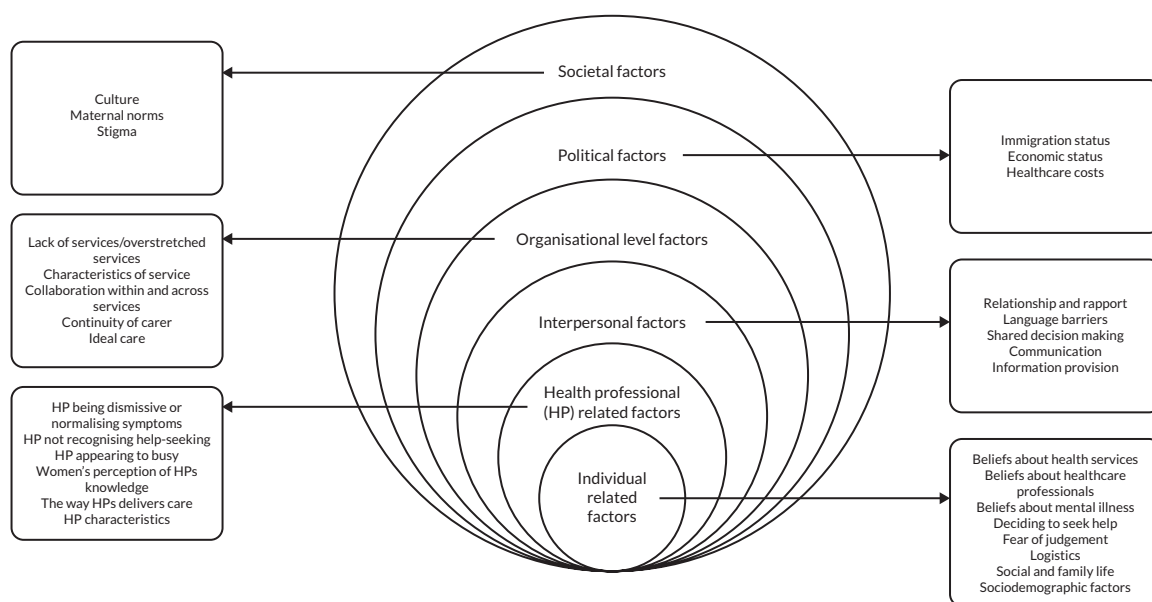 Societal factors
Culture
Maternal norms
Stigma
Political factors
Immigration status
Economic status
Healthcare costs
Organisational level factors
Lack of services/overstretched
services
Characteristics of service
Collaboration within and across
services
Continuity of carer
Ideal care
Interpersonal factors
Relationship and rapport
Language barriers
Shared decision making
Communication
Information provision
Health professional
(HP) related factors
HP being dismissive or
normalising symptoms
HP not recognising help-seeking
HP appearing to busy
Women's perception of HPs
knowledge
The way HPs delivers care
HP characteristics
Individual
related
factors
Beliefs about health services
Beliefs about healthcare
professionals
Beliefs about mental illness
Deciding to seek help
Fear of judgement
Logistics
Social and family life
Sociodemographic factors